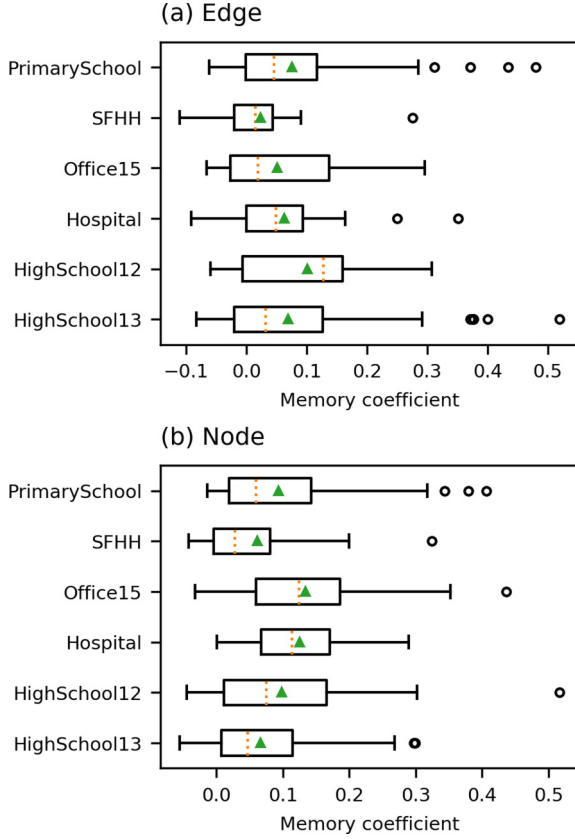 (a) Edge
PrimarySchool
SFHH
Office15
Hospital
HighSchool12
HighSchool13
−0.1 0.0 0.1 0.2 0.3 0.4 0.5
Memory coefficient
(b) Node
PrimarySchool
SFHH
Office15
Hospital
HighSchool12
HighSchool13
0.0 0.1 0.2 0.3 0.4 0.5
Memory coefficient